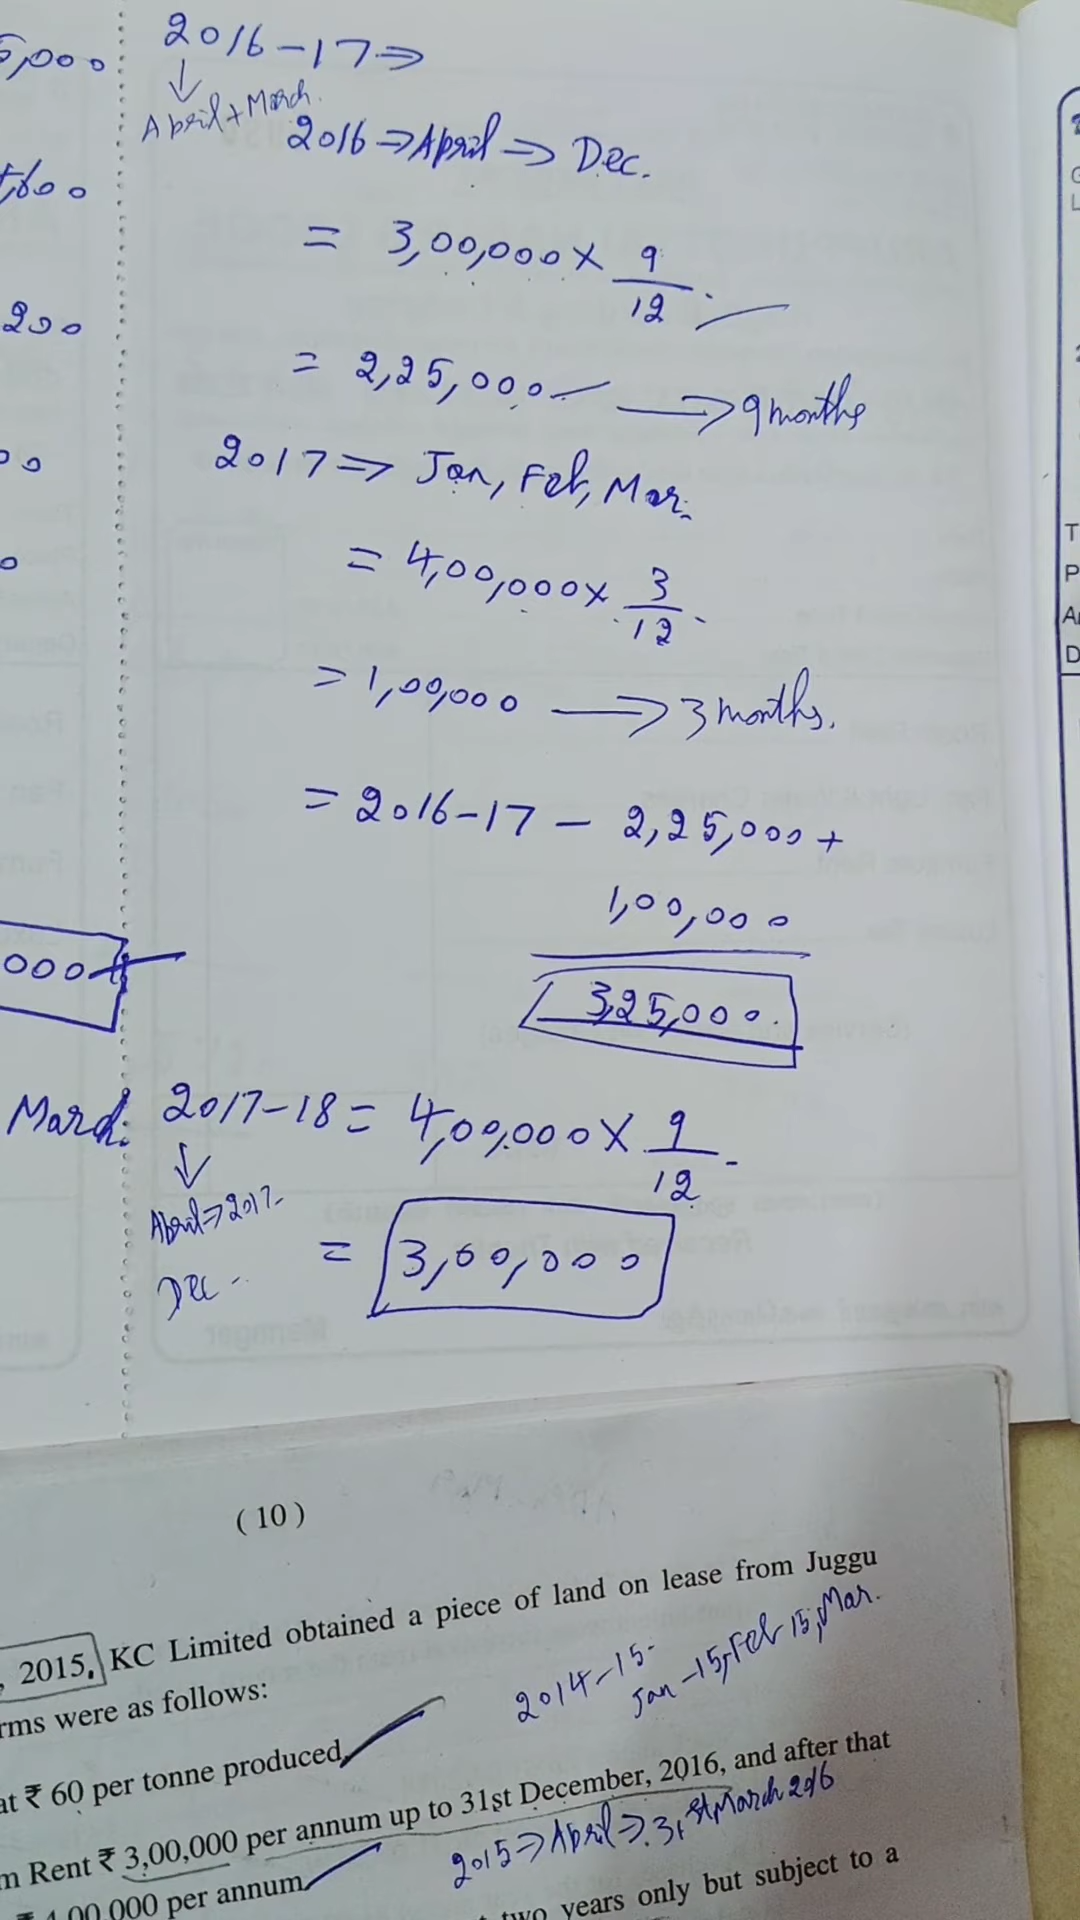 2016-17⇒
↓
April+March.
2016⇒April⇒ Dec.
= 3,00,000 × 9/12.
= 2,25,000 ⟶ 9 months
2017⇒ Jan, Feb, Mar.
= 4,00,000 × 3/12.
= 1,00,000 ⟶ 3 months.
= 2016-17 - 2,25,000 +
1,00,000
3,25,000.
000
200
March. 2017-18 = 4,00,000 × 9/12.
↓
April⇒2017-
Dec-
= 3,00,000
(10)
, 2015, KC Limited obtained a piece of land on lease from Juggu
rms were as follows:
2014-15-
Jan-15, Feb 15, Mar.
at ₹ 60 per tonne produced,
m Rent ₹ 3,00,000 per annum up to 31st December, 2016, and after that
2015⇒April⇒31st March 2016
₹ 4,00,000 per annum,
two years only but subject to a